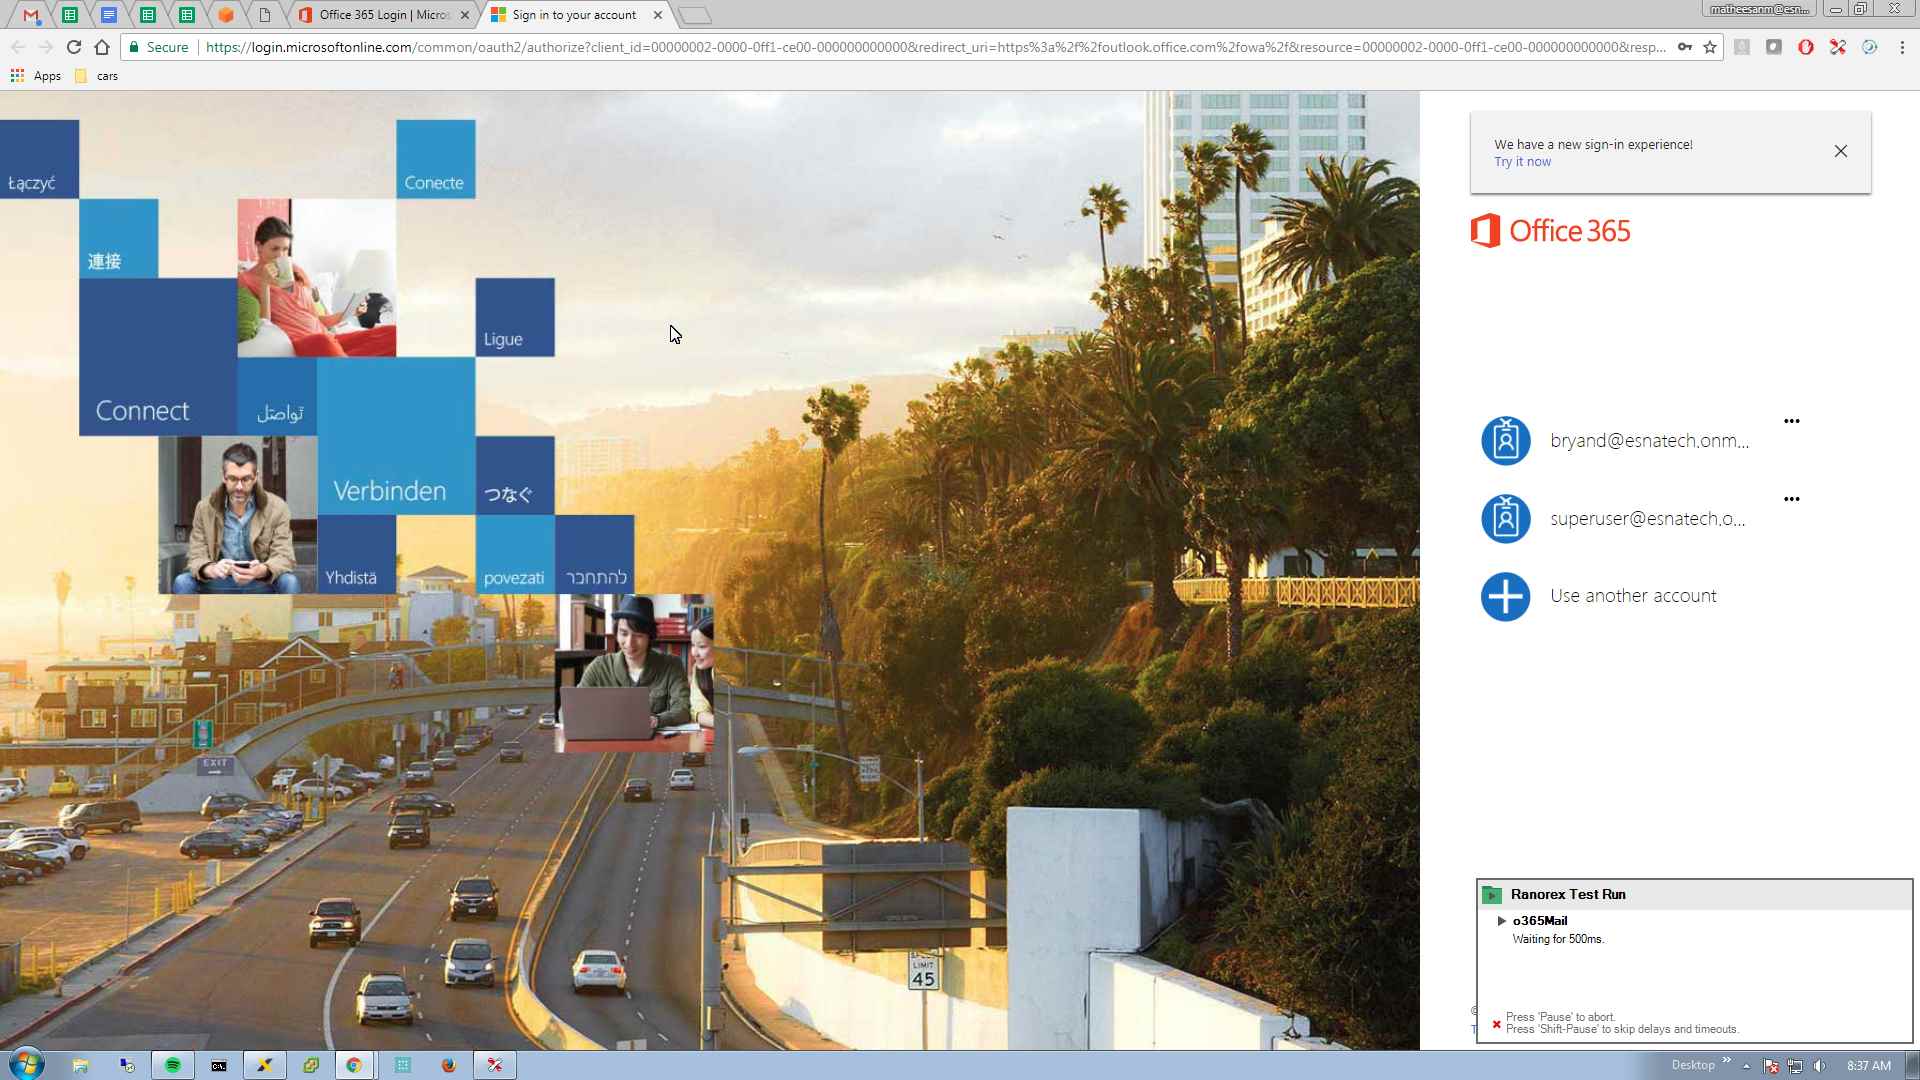 Office 365 Login | Micros
Sign in to your account
matheesanm@esn...
Secure
https://login.microsoftonline.com/common/oauth2/authorize?client_id=00000002-0000-0ff1-ce00-000000000000&redirect_uri=https%3a%2f%2foutlook.office.com%2fowa%2f&resource=00000002-0000-0ff1-ce00-000000000000&resp...
Apps
cars
Łączyć
Conecte
連接
Ligue
Connect
تواصل
Verbinden
つなぐ
Yhdistä
povezati
להתחבר
EXIT
LIMIT
45
We have a new sign-in experience!
Try it now
Office 365
bryand@esnatech.onm...
superuser@esnatech.o...
Use another account
Ranorex Test Run
o365Mail
Waiting for 500ms.
Press 'Pause' to abort.
Press 'Shift-Pause' to skip delays and timeouts.
Desktop
8:37 AM